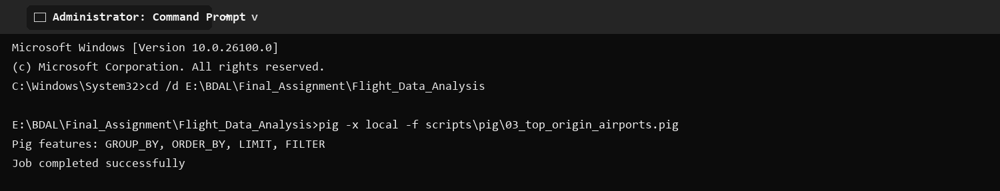 Administrator: Command Prompt v
Microsoft Windows [Version 10.0.26100.0]
(c) Microsoft Corporation. All rights reserved.
C:\Windows\System32>cd /d E:\BDAL\Final_Assignment\Flight_Data_Analysis
E:\BDAL\Final_Assignment\Flight_Data_Analysis>pig -x local -f scripts\pig\03_top_origin_airports.pig
Pig features: GROUP_BY, ORDER_BY, LIMIT, FILTER
Job completed successfully